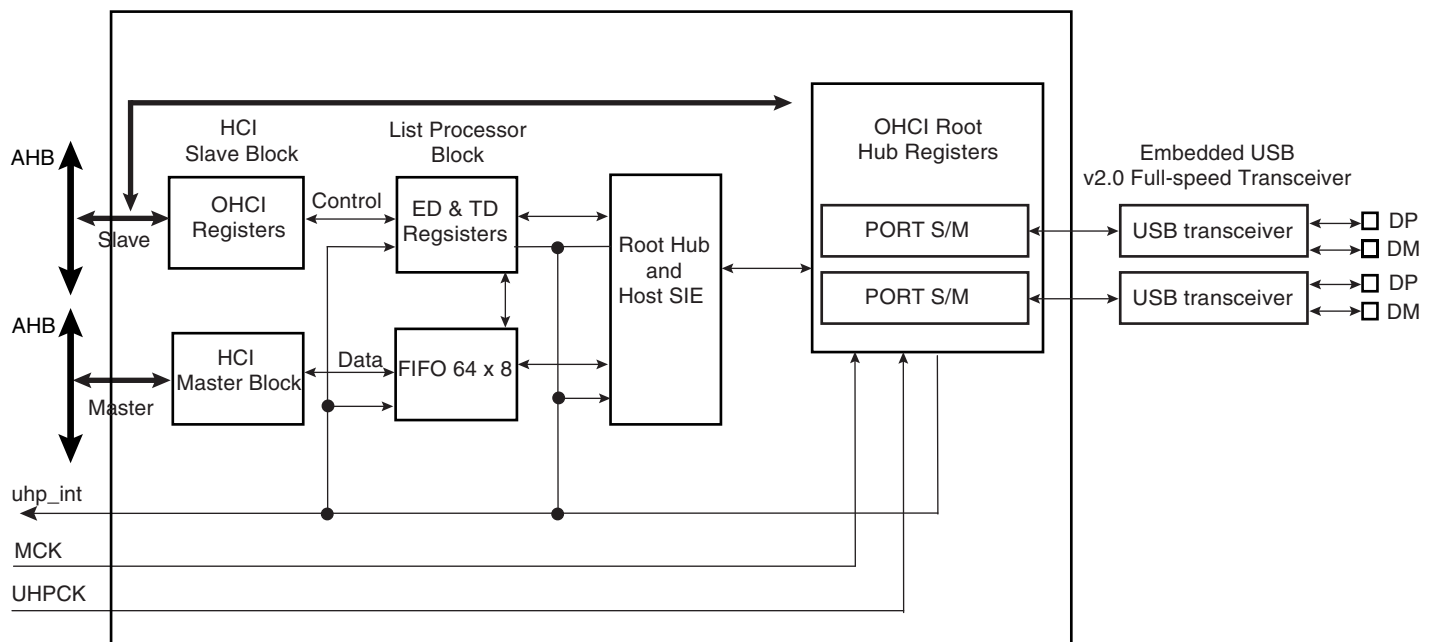 AHB
HCI
Slave Block
List Processor
Block
OHCI Root
Hub Registers
Embedded USB
v2.0 Full-speed Transceiver
OHCI
Registers
Control
ED & TD
Regsisters
Slave
Root Hub
and
Host SIE
PORT S/M
USB transceiver
DP
DM
PORT S/M
USB transceiver
DP
DM
AHB
HCI
Master Block
Data
FIFO 64 x 8
Master
uhp_int
MCK
UHPCK